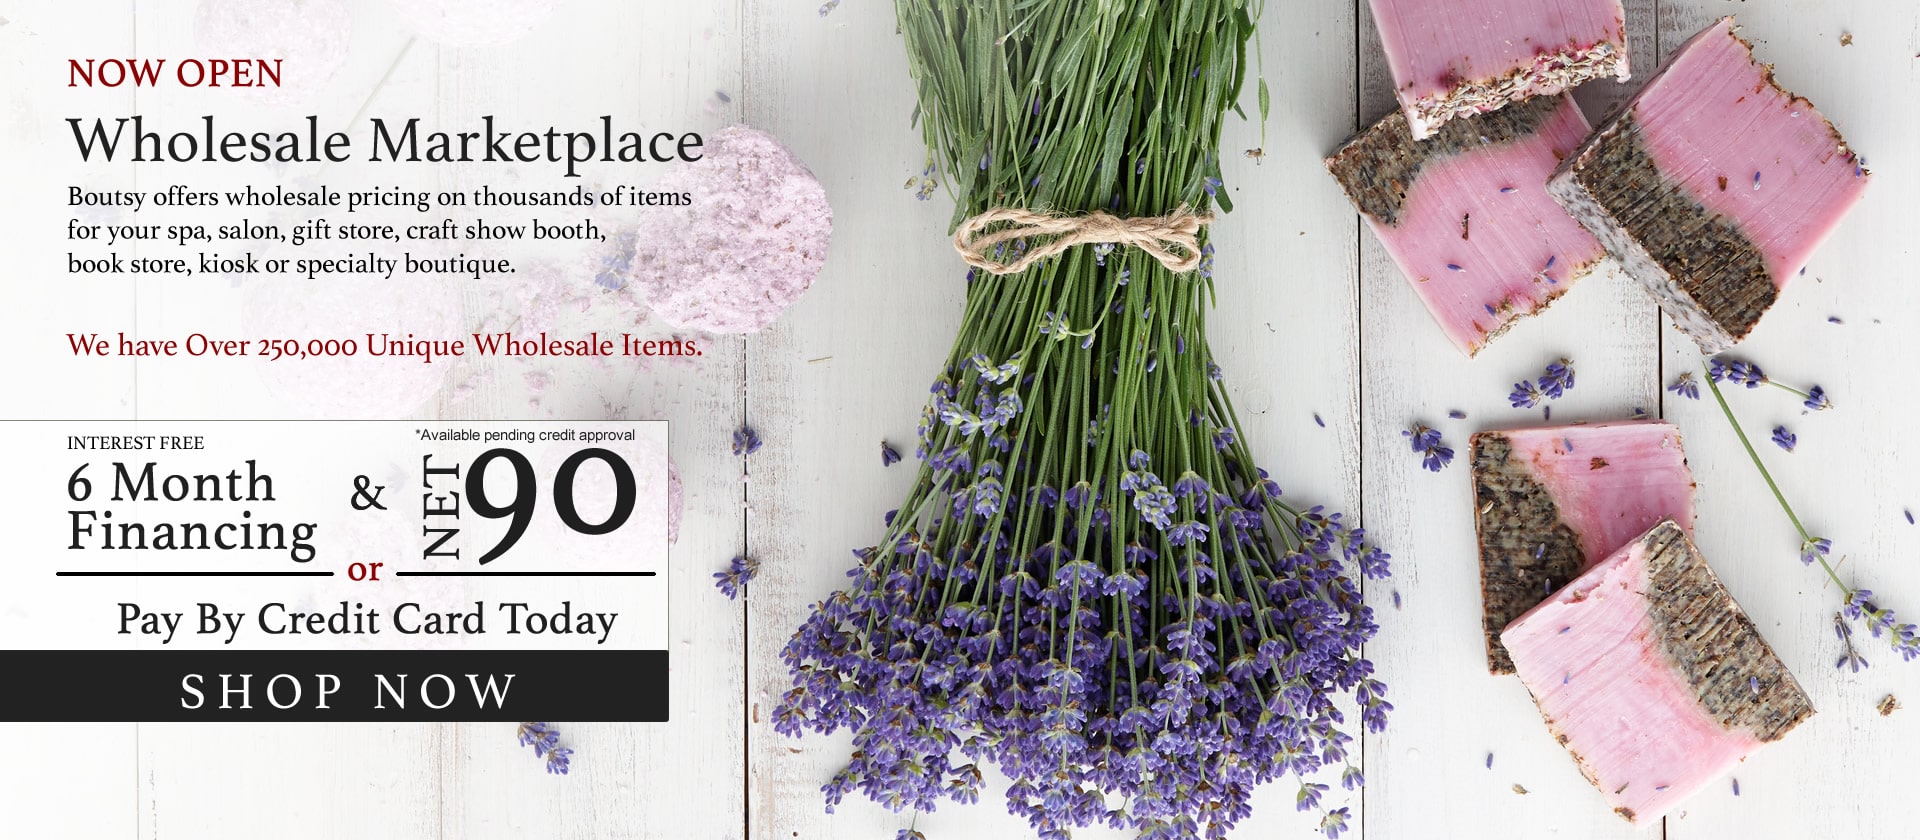 NOW OPEN
Wholesale Marketplace
Boutsy offers wholesale pricing on thousands of items
for your spa, salon, gift store, craft show booth,
book store, kiosk or specialty boutique.
We have Over 250,000 Unique Wholesale Items.
INTEREST FREE
6 Month
Financing
&
*Available pending credit approval
NET 90
or
Pay By Credit Card Today
SHOP NOW